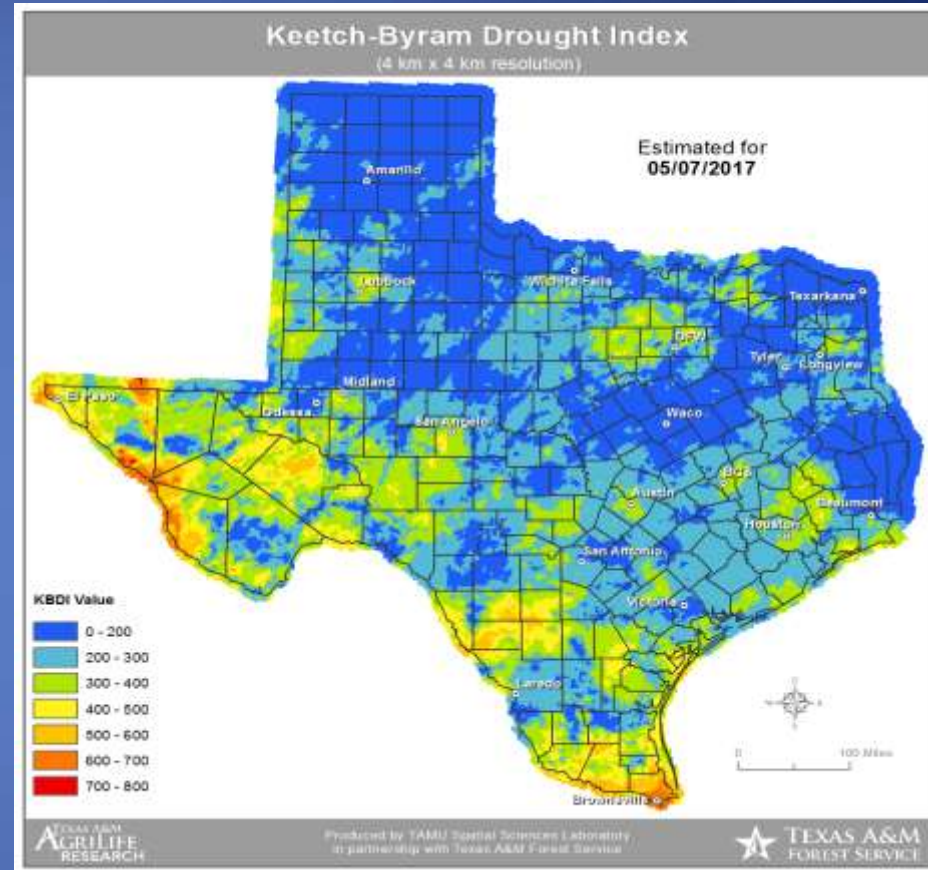 Keetch-Byram Drought Index
(4 km x 4 km resolution)
Estimated for
05/07/2017
Amarillo
Lubbock
Wichita Falls
Texarkana
DFW
Tyler
Longview
Midland
El Paso
Odessa
Waco
San Angelo
BCS
Austin
Beaumont
Houston
San Antonio
Victoria
KBDI Value
0 - 200
200 - 300
300 - 400
400 - 500
500 - 600
600 - 700
700 - 800
Laredo
0 100 Miles
Brownsville
TEXAS A&M
AGRILIFE
RESEARCH
Produced by TAMU Spatial Sciences Laboratory
in partnership with Texas A&M Forest Service
TEXAS A&M
FOREST SERVICE